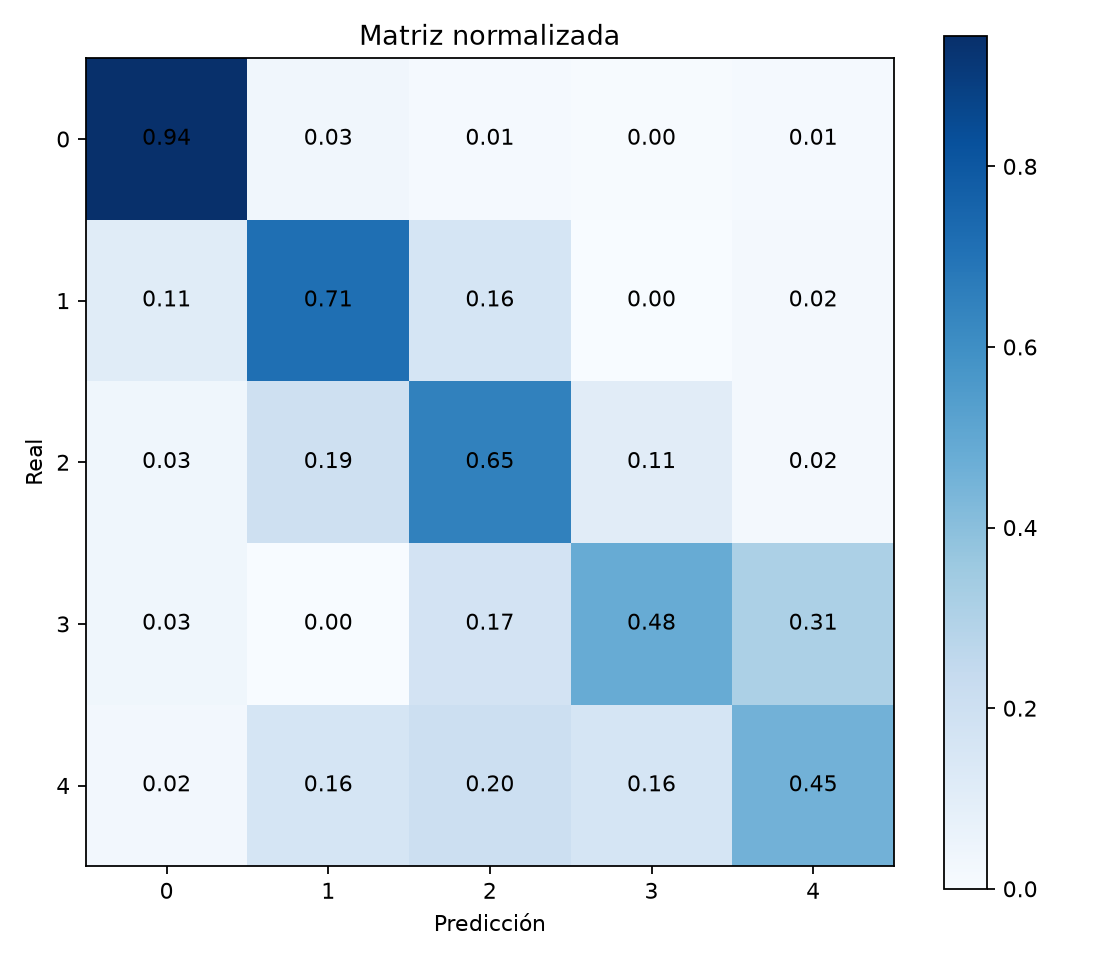 Matriz normalizada
0 0.94 0.03 0.01 0.00 0.01
1 0.11 0.71 0.16 0.00 0.02
2 0.03 0.19 0.65 0.11 0.02
3 0.03 0.00 0.17 0.48 0.31
4 0.02 0.16 0.20 0.16 0.45
0 1 2 3 4
Real
Predicción
0.8
0.6
0.4
0.2
0.0